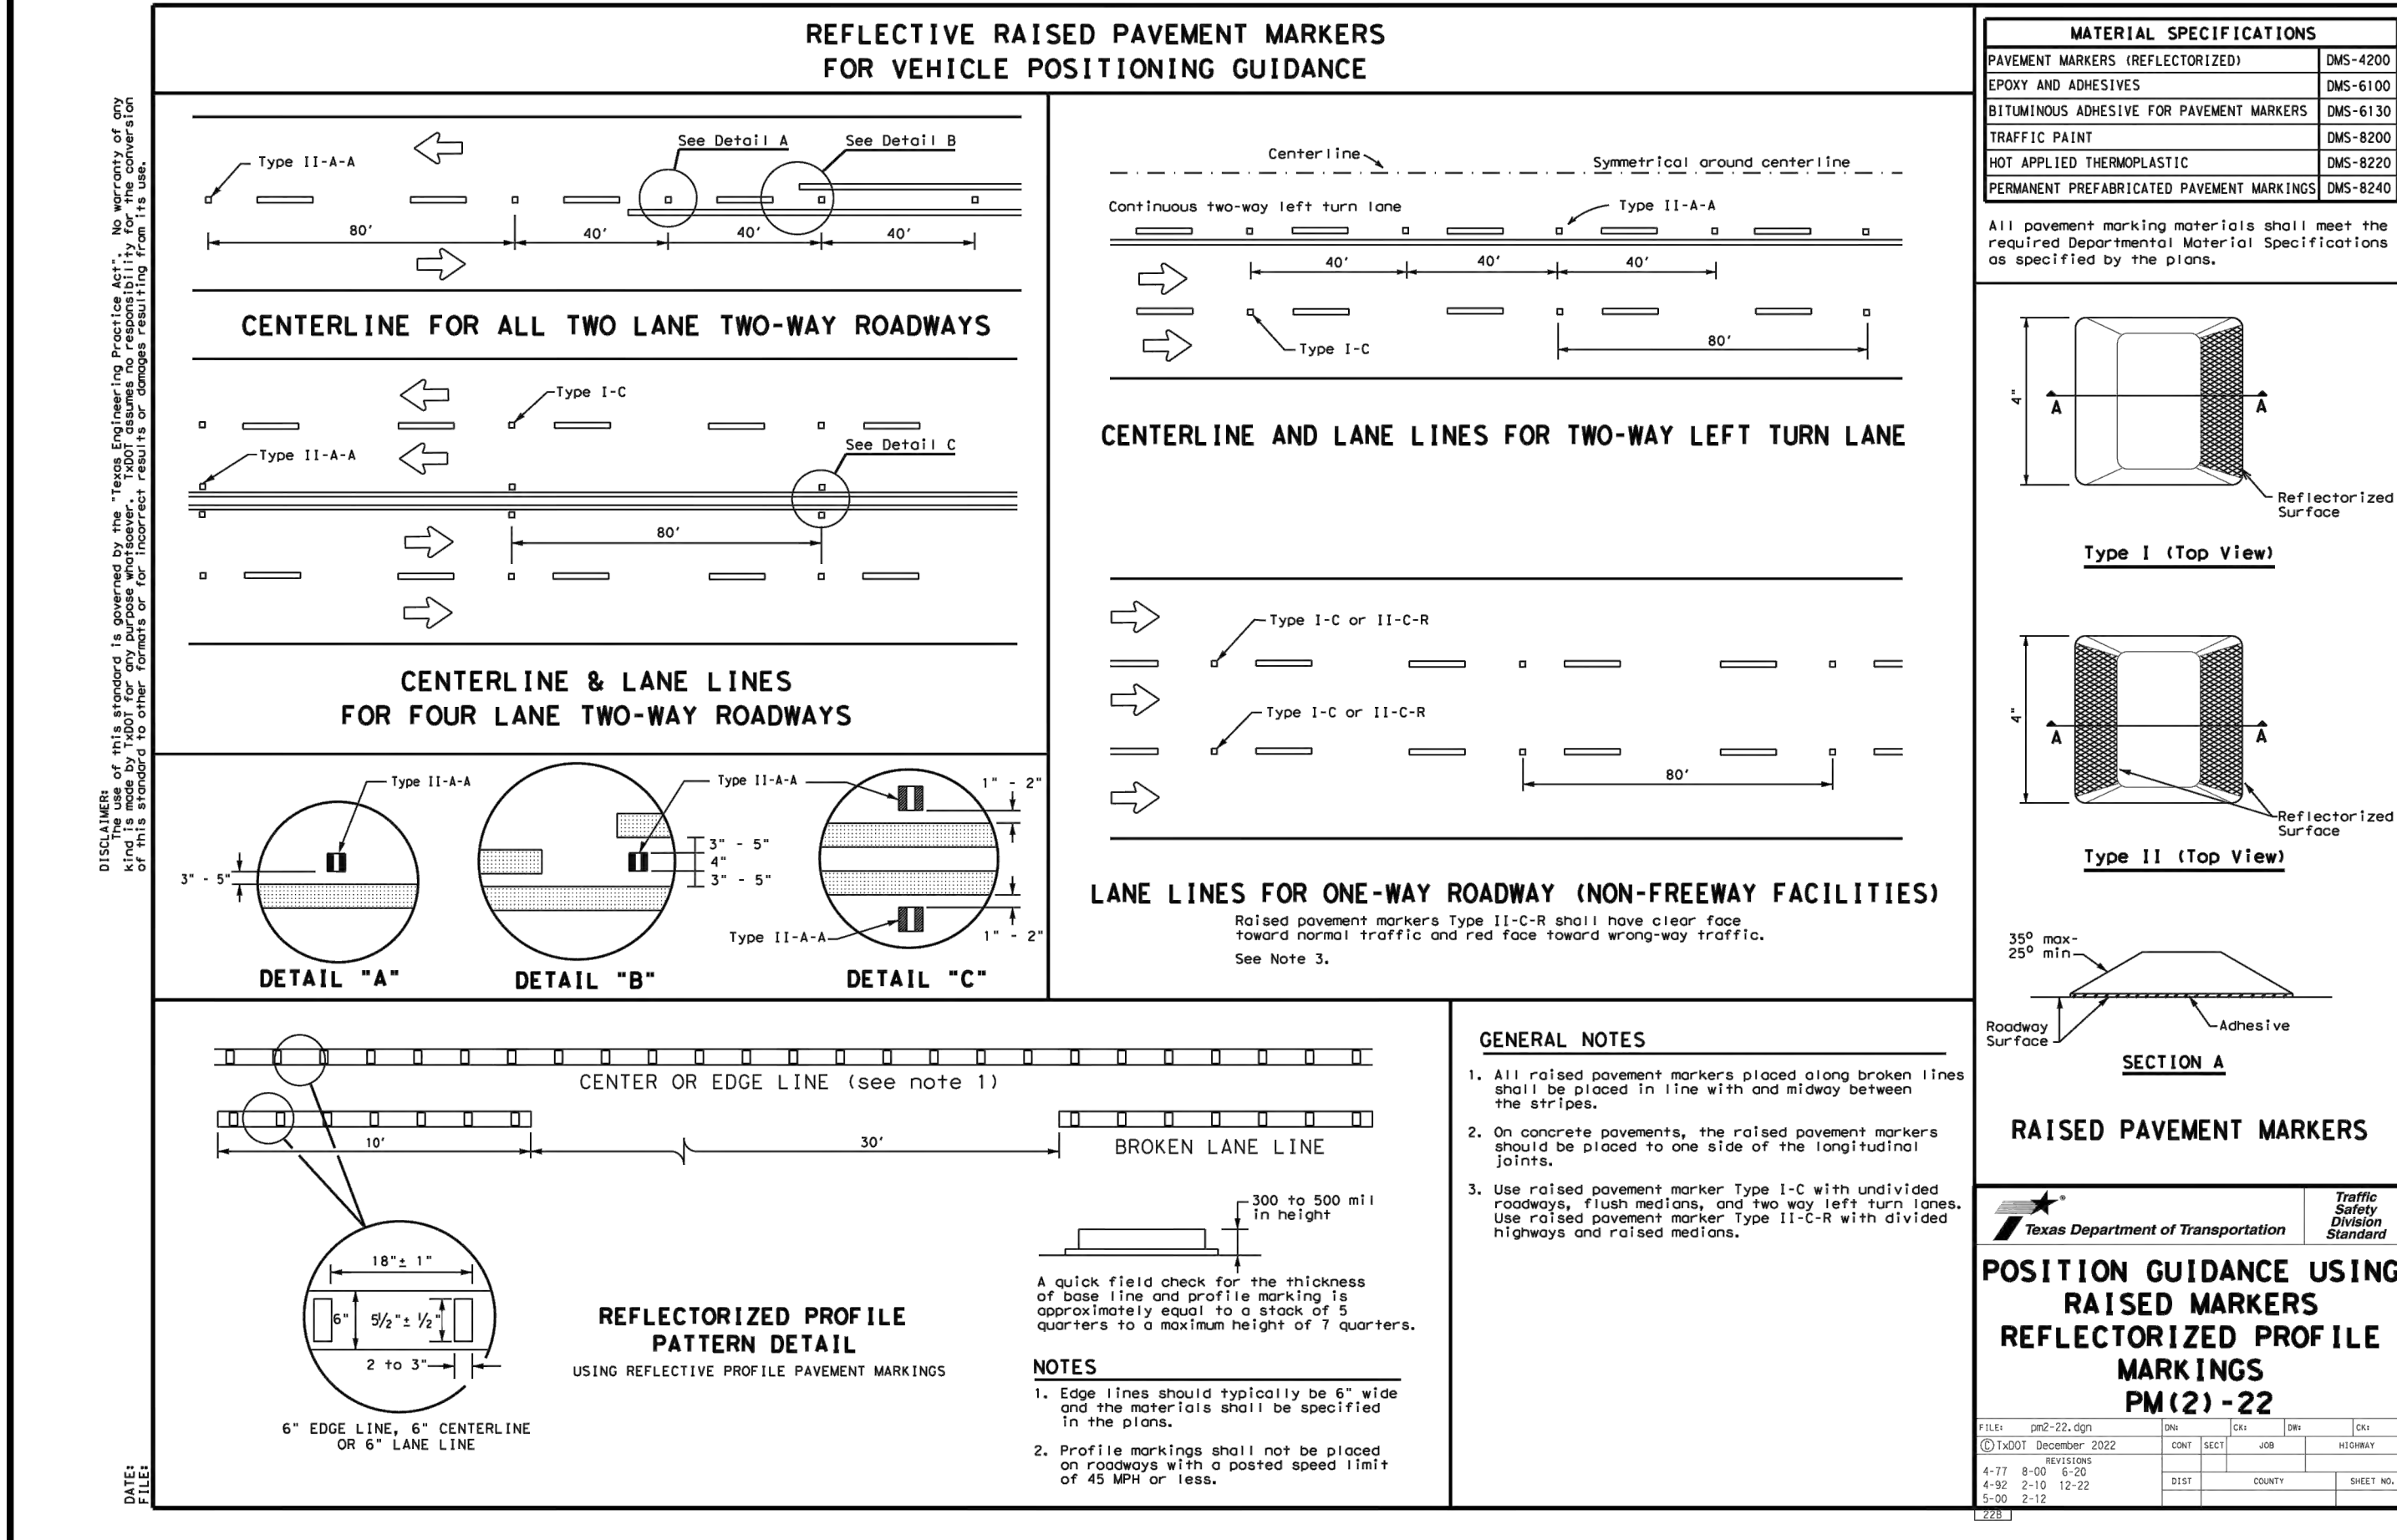 REFLECTIVE RAISED PAVEMENT MARKERS
FOR VEHICLE POSITIONING GUIDANCE
DISCLAIMER:
The use of this standard is governed by the "Texas Engineering Practice Act". No warranty of any
kind is made by TxDOT for any purpose whatsoever. TxDOT assumes no responsibility for the conversion
of this standard to other formats or for incorrect results or damages resulting from its use.
DATE:
FILE:
Type II-A-A
See Detail A
See Detail B
80'
40'
40'
40'
CENTERLINE FOR ALL TWO LANE TWO-WAY ROADWAYS
Type I-C
Type II-A-A
See Detail C
80'
CENTERLINE & LANE LINES
FOR FOUR LANE TWO-WAY ROADWAYS
Type II-A-A
3" - 5"
DETAIL "A"
Type II-A-A
3" - 5"
4"
3" - 5"
DETAIL "B"
1" - 2"
Type II-A-A
1" - 2"
DETAIL "C"
Centerline
Symmetrical around centerline
Continuous two-way left turn lane
Type II-A-A
40'
40'
40'
Type I-C
80'
CENTERLINE AND LANE LINES FOR TWO-WAY LEFT TURN LANE
Type I-C or II-C-R
Type I-C or II-C-R
80'
LANE LINES FOR ONE-WAY ROADWAY (NON-FREEWAY FACILITIES)
Raised pavement markers Type II-C-R shall have clear face
toward normal traffic and red face toward wrong-way traffic.
See Note 3.
CENTER OR EDGE LINE (see note 1)
10'
30'
BROKEN LANE LINE
18"± 1"
6"
5½"± ½"
2 to 3"
6" EDGE LINE, 6" CENTERLINE
OR 6" LANE LINE
REFLECTORIZED PROFILE
PATTERN DETAIL
USING REFLECTIVE PROFILE PAVEMENT MARKINGS
300 to 500 mil
in height
A quick field check for the thickness
of base line and profile marking is
approximately equal to a stack of 5
quarters to a maximum height of 7 quarters.
NOTES
1. Edge lines should typically be 6" wide
and the materials shall be specified
in the plans.
2. Profile markings shall not be placed
on roadways with a posted speed limit
of 45 MPH or less.
GENERAL NOTES
1. All raised pavement markers placed along broken lines
shall be placed in line with and midway between
the stripes.
2. On concrete pavements, the raised pavement markers
should be placed to one side of the longitudinal
joints.
3. Use raised pavement marker Type I-C with undivided
roadways, flush medians, and two way left turn lanes.
Use raised pavement marker Type II-C-R with divided
highways and raised medians.
MATERIAL SPECIFICATIONS
PAVEMENT MARKERS (REFLECTORIZED) DMS-4200
EPOXY AND ADHESIVES DMS-6100
BITUMINOUS ADHESIVE FOR PAVEMENT MARKERS DMS-6130
TRAFFIC PAINT DMS-8200
HOT APPLIED THERMOPLASTIC DMS-8220
PERMANENT PREFABRICATED PAVEMENT MARKINGS DMS-8240
All pavement marking materials shall meet the
required Departmental Material Specifications
as specified by the plans.
4"
A
A
Reflectorized
Surface
Type I (Top View)
4"
A
A
Reflectorized
Surface
Type II (Top View)
35° max-
25° min
Roadway
Surface
Adhesive
SECTION A
RAISED PAVEMENT MARKERS
®
Texas Department of Transportation
Traffic
Safety
Division
Standard
POSITION GUIDANCE USING
RAISED MARKERS
REFLECTORIZED PROFILE
MARKINGS
PM(2)-22
FILE: pm2-22.dgn DN: CK: DW: CK:
© TxDOT December 2022 CONT SECT JOB HIGHWAY
REVISIONS
4-77 8-00 6-20
4-92 2-10 12-22
5-00 2-12
DIST COUNTY SHEET NO.
22B